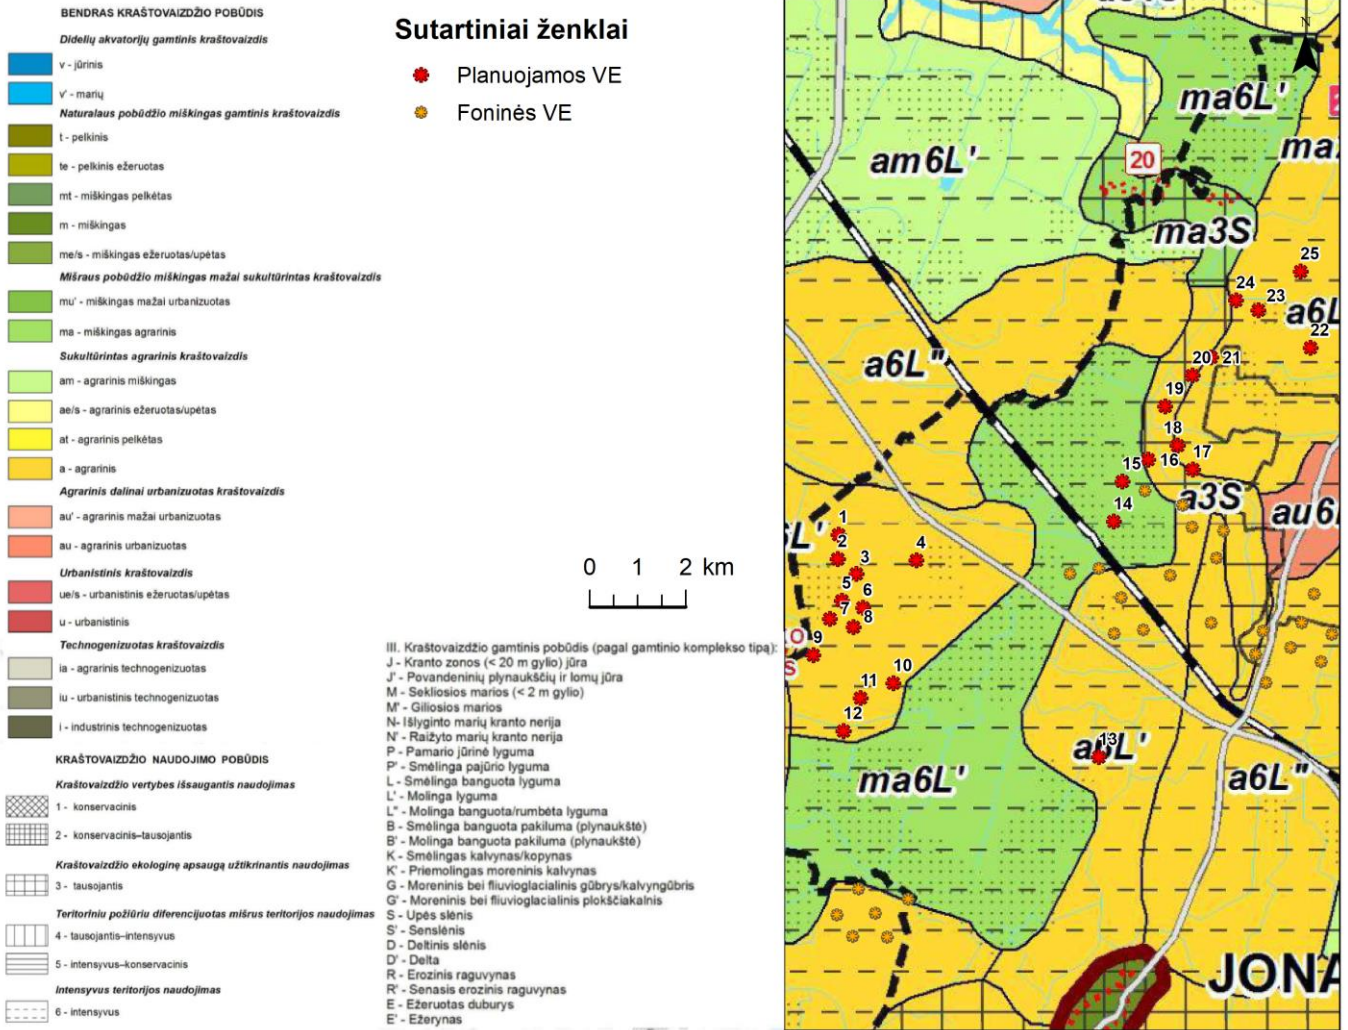 BENDRAS KRAŠTOVAIZDŽIO POBŪDIS
Didelių akvatorijų gamtinis kraštovaizdis
v - jūrinis
v' - marių
Natūralaus pobūdžio miškingas gamtinis kraštovaizdis
t - pelkinis
te - pelkinis ežeruotas
mt - miškingas pelkėtas
m - miškingas
me/s - miškingas ežeruotas/upėtas
Mišraus pobūdžio miškingas mažai sukultūrintas kraštovaizdis
mu' - miškingas mažai urbanizuotas
ma - miškingas agrarinis
Sukultūrintas agrarinis kraštovaizdis
am - agrarinis miškingas
ae/s - agrarinis ežeruotas/upėtas
at - agrarinis pelkėtas
a - agrarinis
Agrarinis dalinai urbanizuotas kraštovaizdis
au' - agrarinis mažai urbanizuotas
au - agrarinis urbanizuotas
Urbanistinis kraštovaizdis
ue/s - urbanistinis ežeruotas/upėtas
u - urbanistinis
Technogenizuotas kraštovaizdis
ia - agrarinis technogenizuotas
iu - urbanistinis technogenizuotas
i - industrinis technogenizuotas
KRAŠTOVAIZDŽIO NAUDOJIMO POBŪDIS
Kraštovaizdžio vertybes išsaugantis naudojimas
1 - konservacinis
2 - konservacinis–tausojantis
Kraštovaizdžio ekologinę apsaugą užtikrinantis naudojimas
3 - tausojantis
Teritoriniu požiūriu diferencijuotas mišrus teritorijos naudojimas
4 - tausojantis–intensyvus
5 - intensyvus–konservacinis
Intensyvus teritorijos naudojimas
6 - intensyvus
Sutartiniai ženklai
Planuojamos VE
Foninės VE
0 1 2 km
III. Kraštovaizdžio gamtinis pobūdis (pagal gamtinio komplekso tipą):
J - Kranto zonos (< 20 m gylio) jūra
J' - Povandeninių plynaukščių ir lomų jūra
M - Sekliosios marios (< 2 m gylio)
M' - Giliosios marios
N- Išlyginto marių kranto nerija
N' - Raižyto marių kranto nerija
P - Pamario jūrinė lyguma
P' - Smėlinga pajūrio lyguma
L - Smėlinga banguota lyguma
L' - Molinga lyguma
L" - Molinga banguota/rumbėta lyguma
B - Smėlinga banguota pakiluma (plynaukštė)
B' - Molinga banguota pakiluma (plynaukštė)
K - Smėlingas kalvynas/kopynas
K' - Priemolingas moreninis kalvynas
G - Moreninis bei fliuvioglacialinis gūbrys/kalvyngūbris
G' - Moreninis bei fliuvioglacialinis plokščiakalnis
S - Upės slėnis
S' - Senslėnis
D - Deltinis slėnis
D' - Delta
R - Erozinis raguvynas
R' - Senasis erozinis raguvynas
E - Ežeruotas duburys
E' - Ežerynas
N
ma6L'
am6L'
20
ma
ma3S
25
24
23
a6L
22
a6L"
20 21
19
18
15 16 17
a3S
14
au6
1
L'
2
3 4
5 6
7 8
O
9
S
10
11
12
13
a6L'
ma6L'
a6L"
JONA